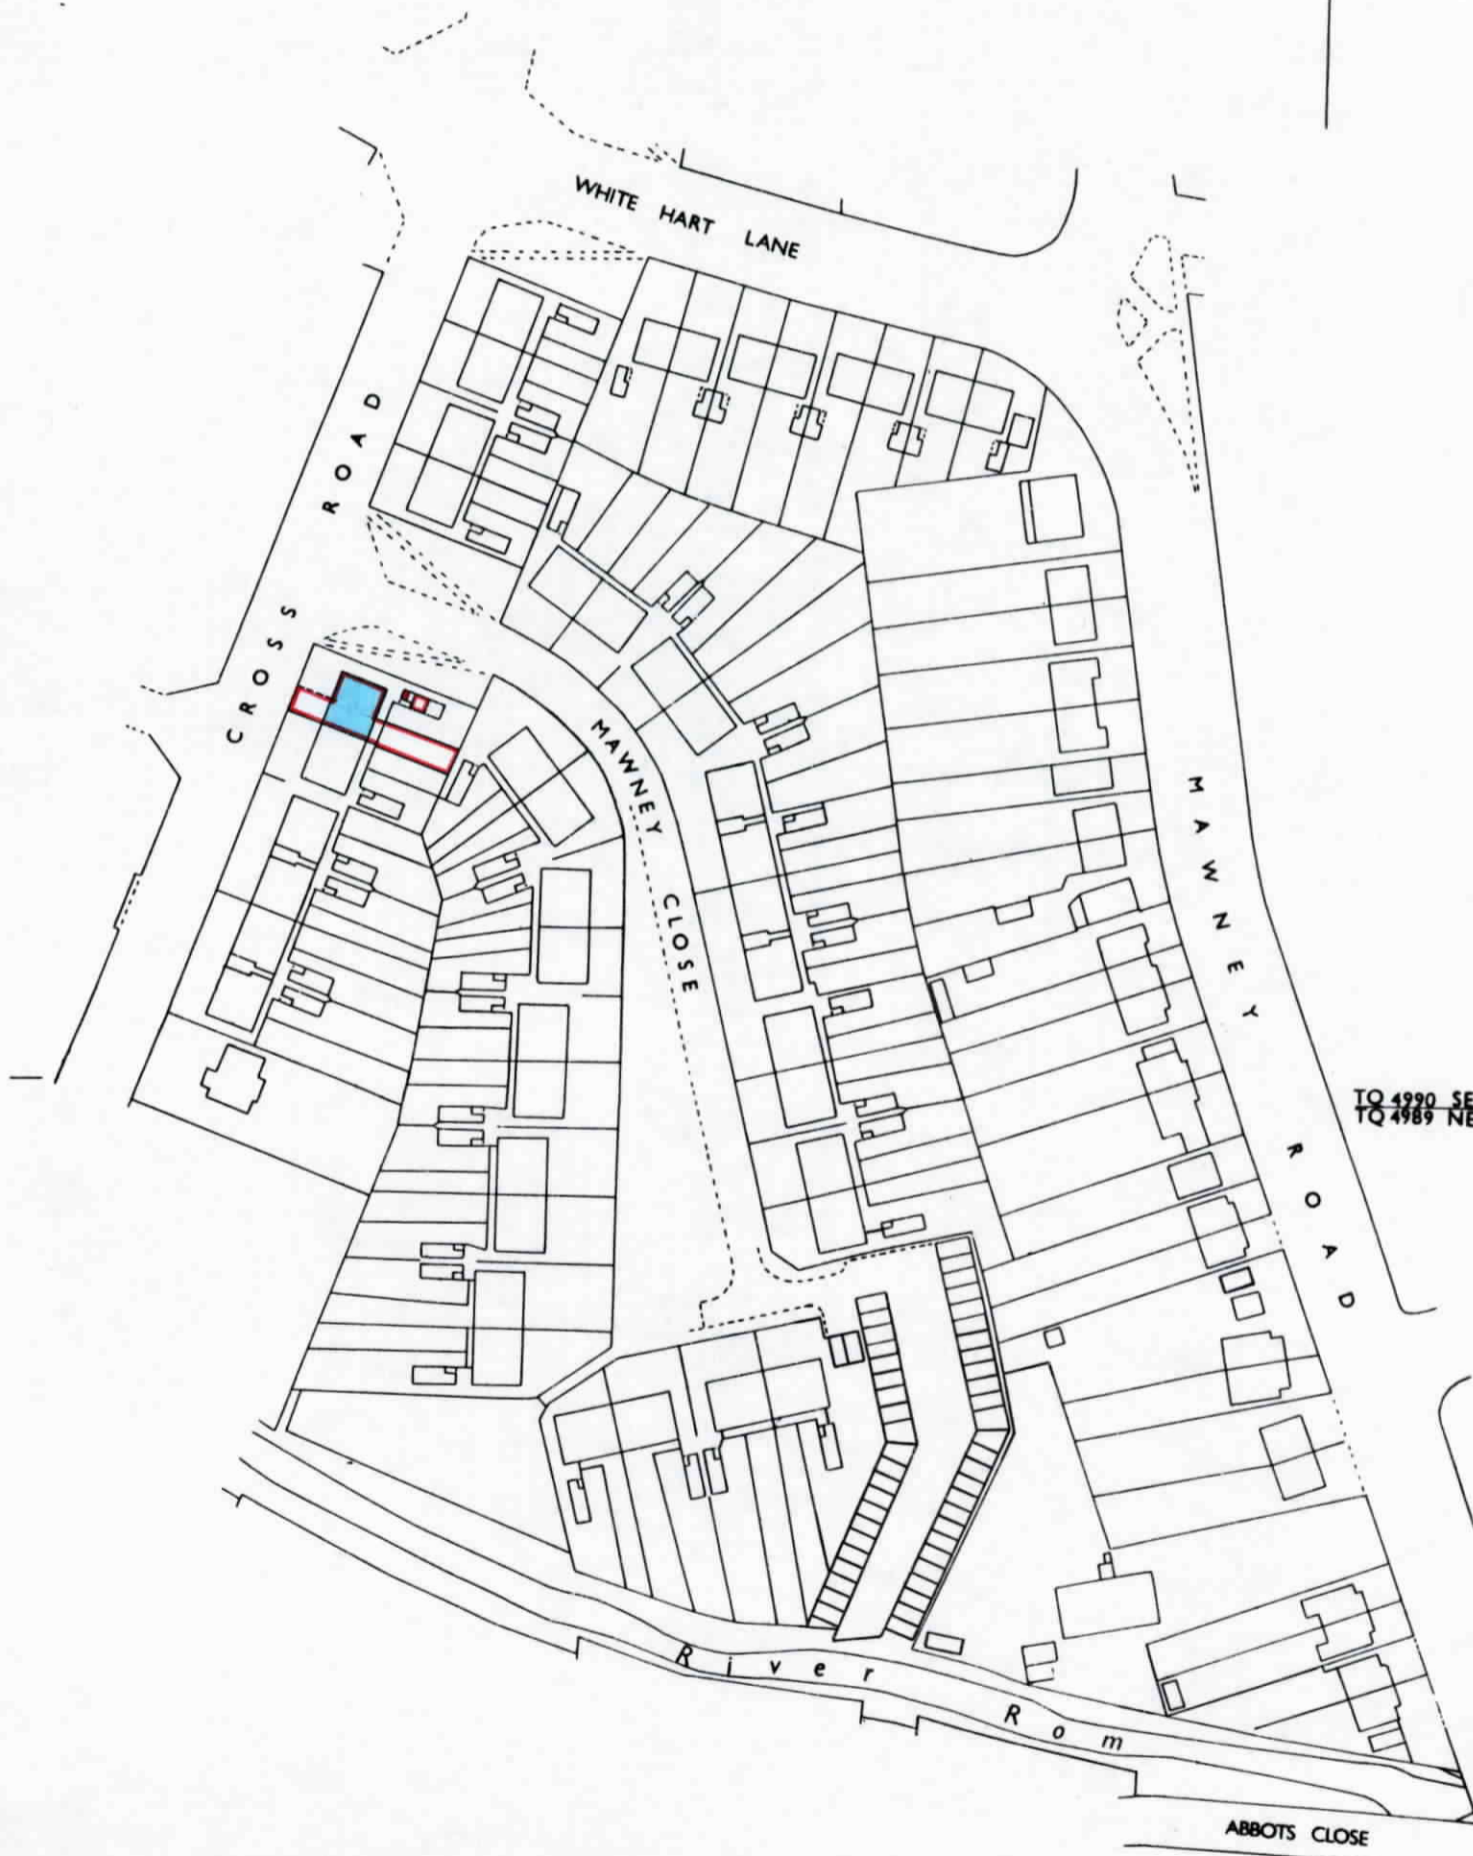 WHITE HART LANE
CROSS ROAD
MAWNEY CLOSE
MAWNEY ROAD
TQ 4990 SE
TQ 4989 NE
River Rom
ABBOTS CLOSE